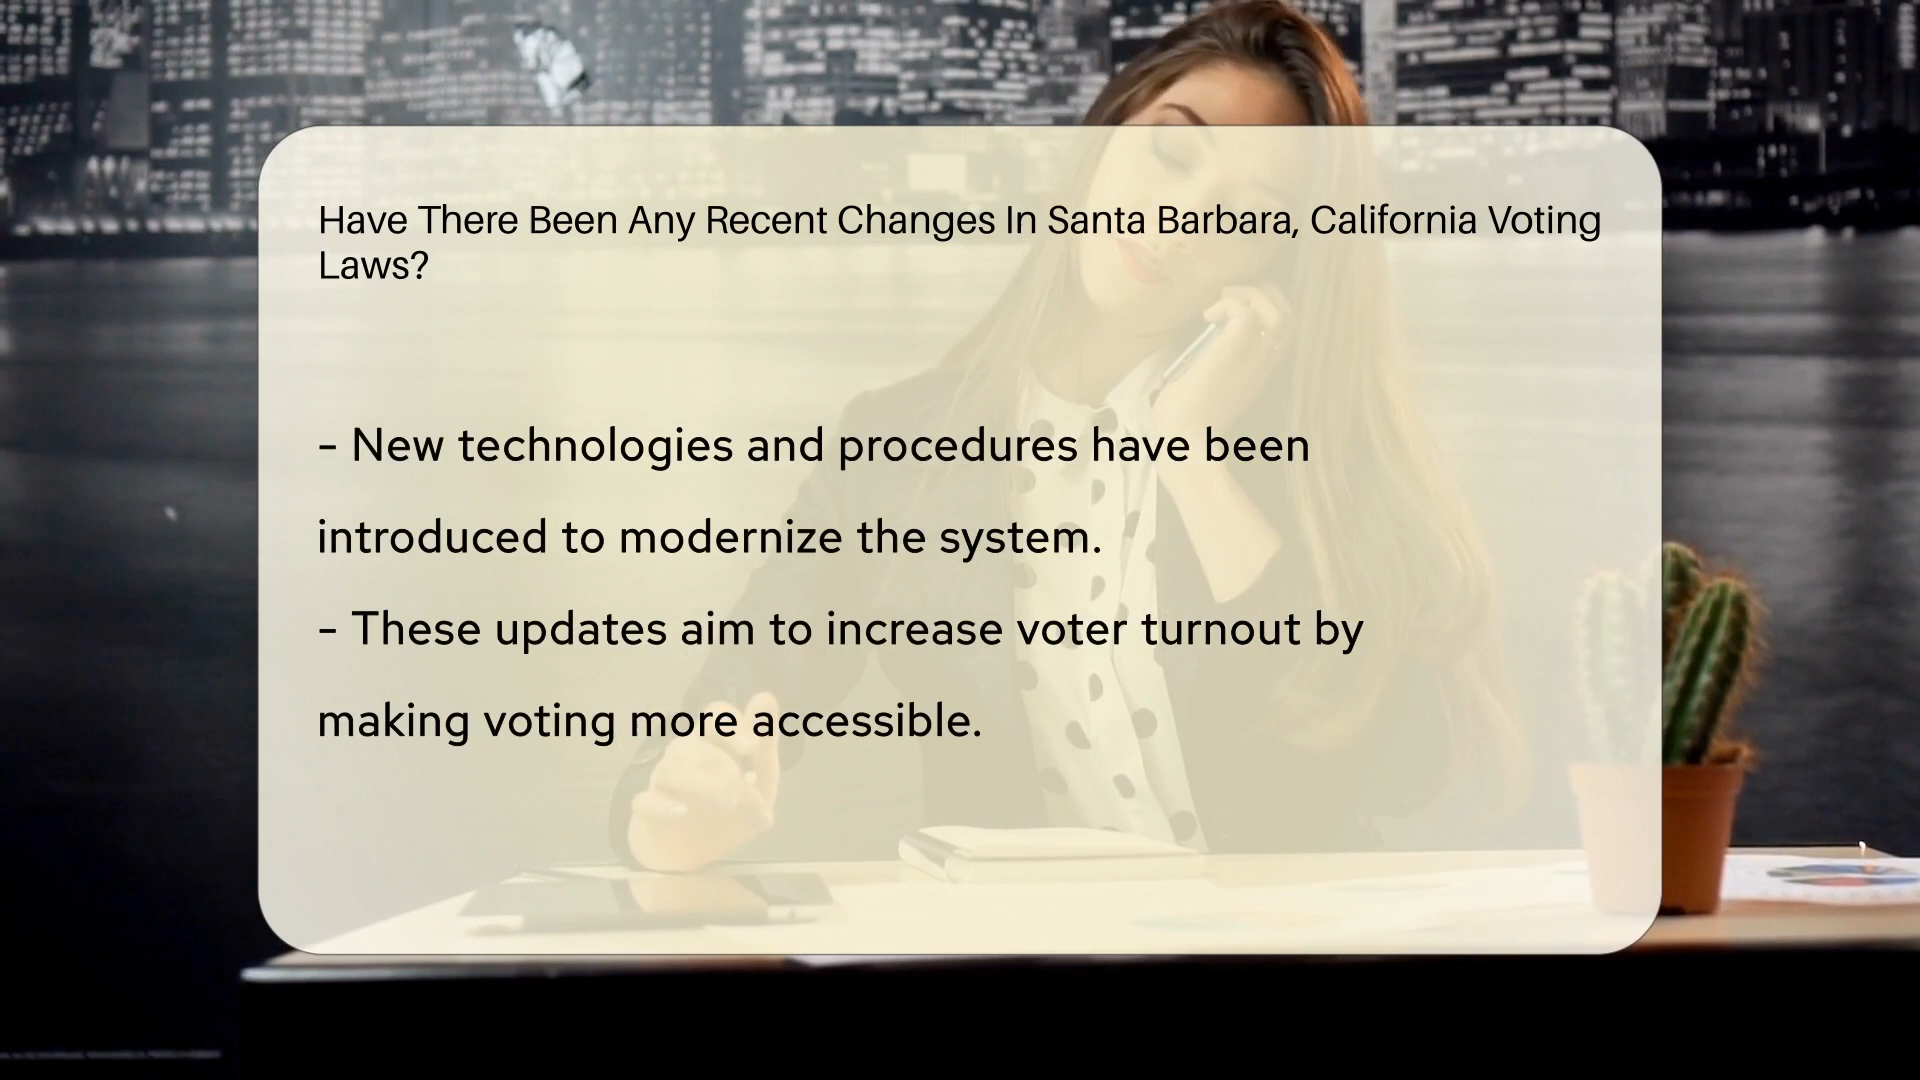 Have There Been Any Recent Changes In Santa Barbara, California Voting
Laws?
- New technologies and procedures have been
introduced to modernize the system.
- These updates aim to increase voter turnout by
making voting more accessible.